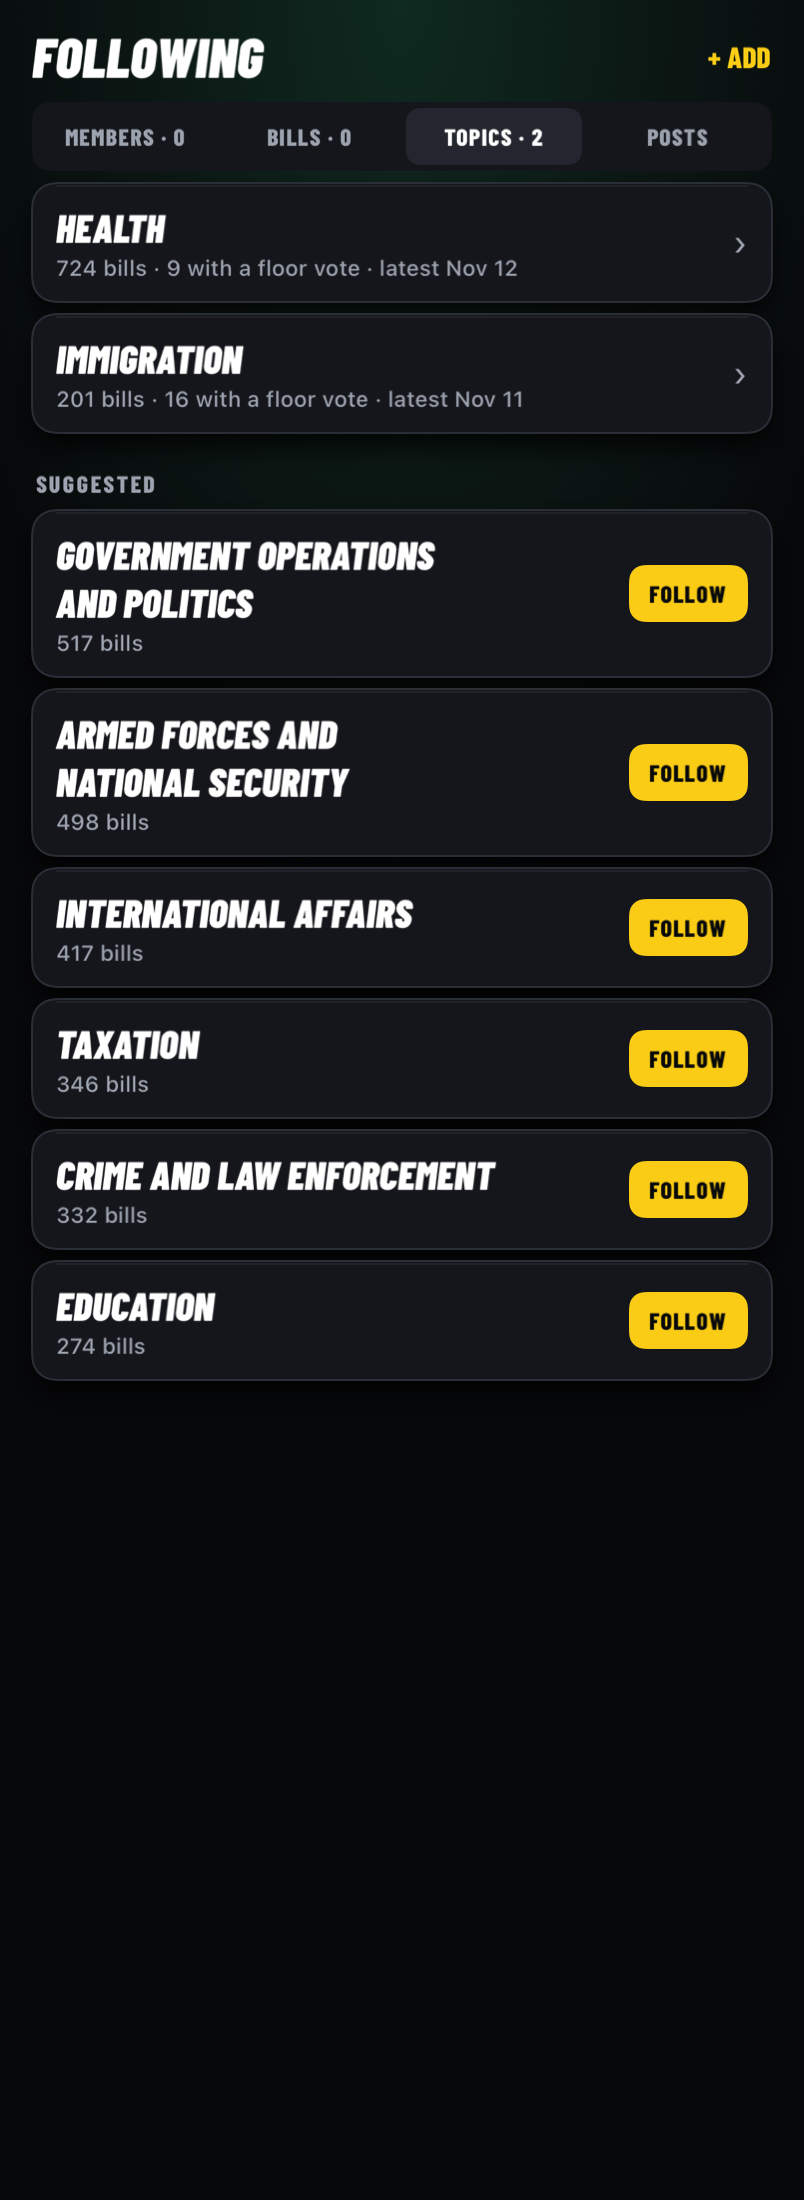 FOLLOWING
+ ADD
MEMBERS · 0
BILLS · 0
TOPICS · 2
POSTS
HEALTH
724 bills · 9 with a floor vote · latest Nov 12
›
IMMIGRATION
201 bills · 16 with a floor vote · latest Nov 11
›
SUGGESTED
GOVERNMENT OPERATIONS
AND POLITICS
517 bills
FOLLOW
ARMED FORCES AND
NATIONAL SECURITY
498 bills
FOLLOW
INTERNATIONAL AFFAIRS
417 bills
FOLLOW
TAXATION
346 bills
FOLLOW
CRIME AND LAW ENFORCEMENT
332 bills
FOLLOW
EDUCATION
274 bills
FOLLOW